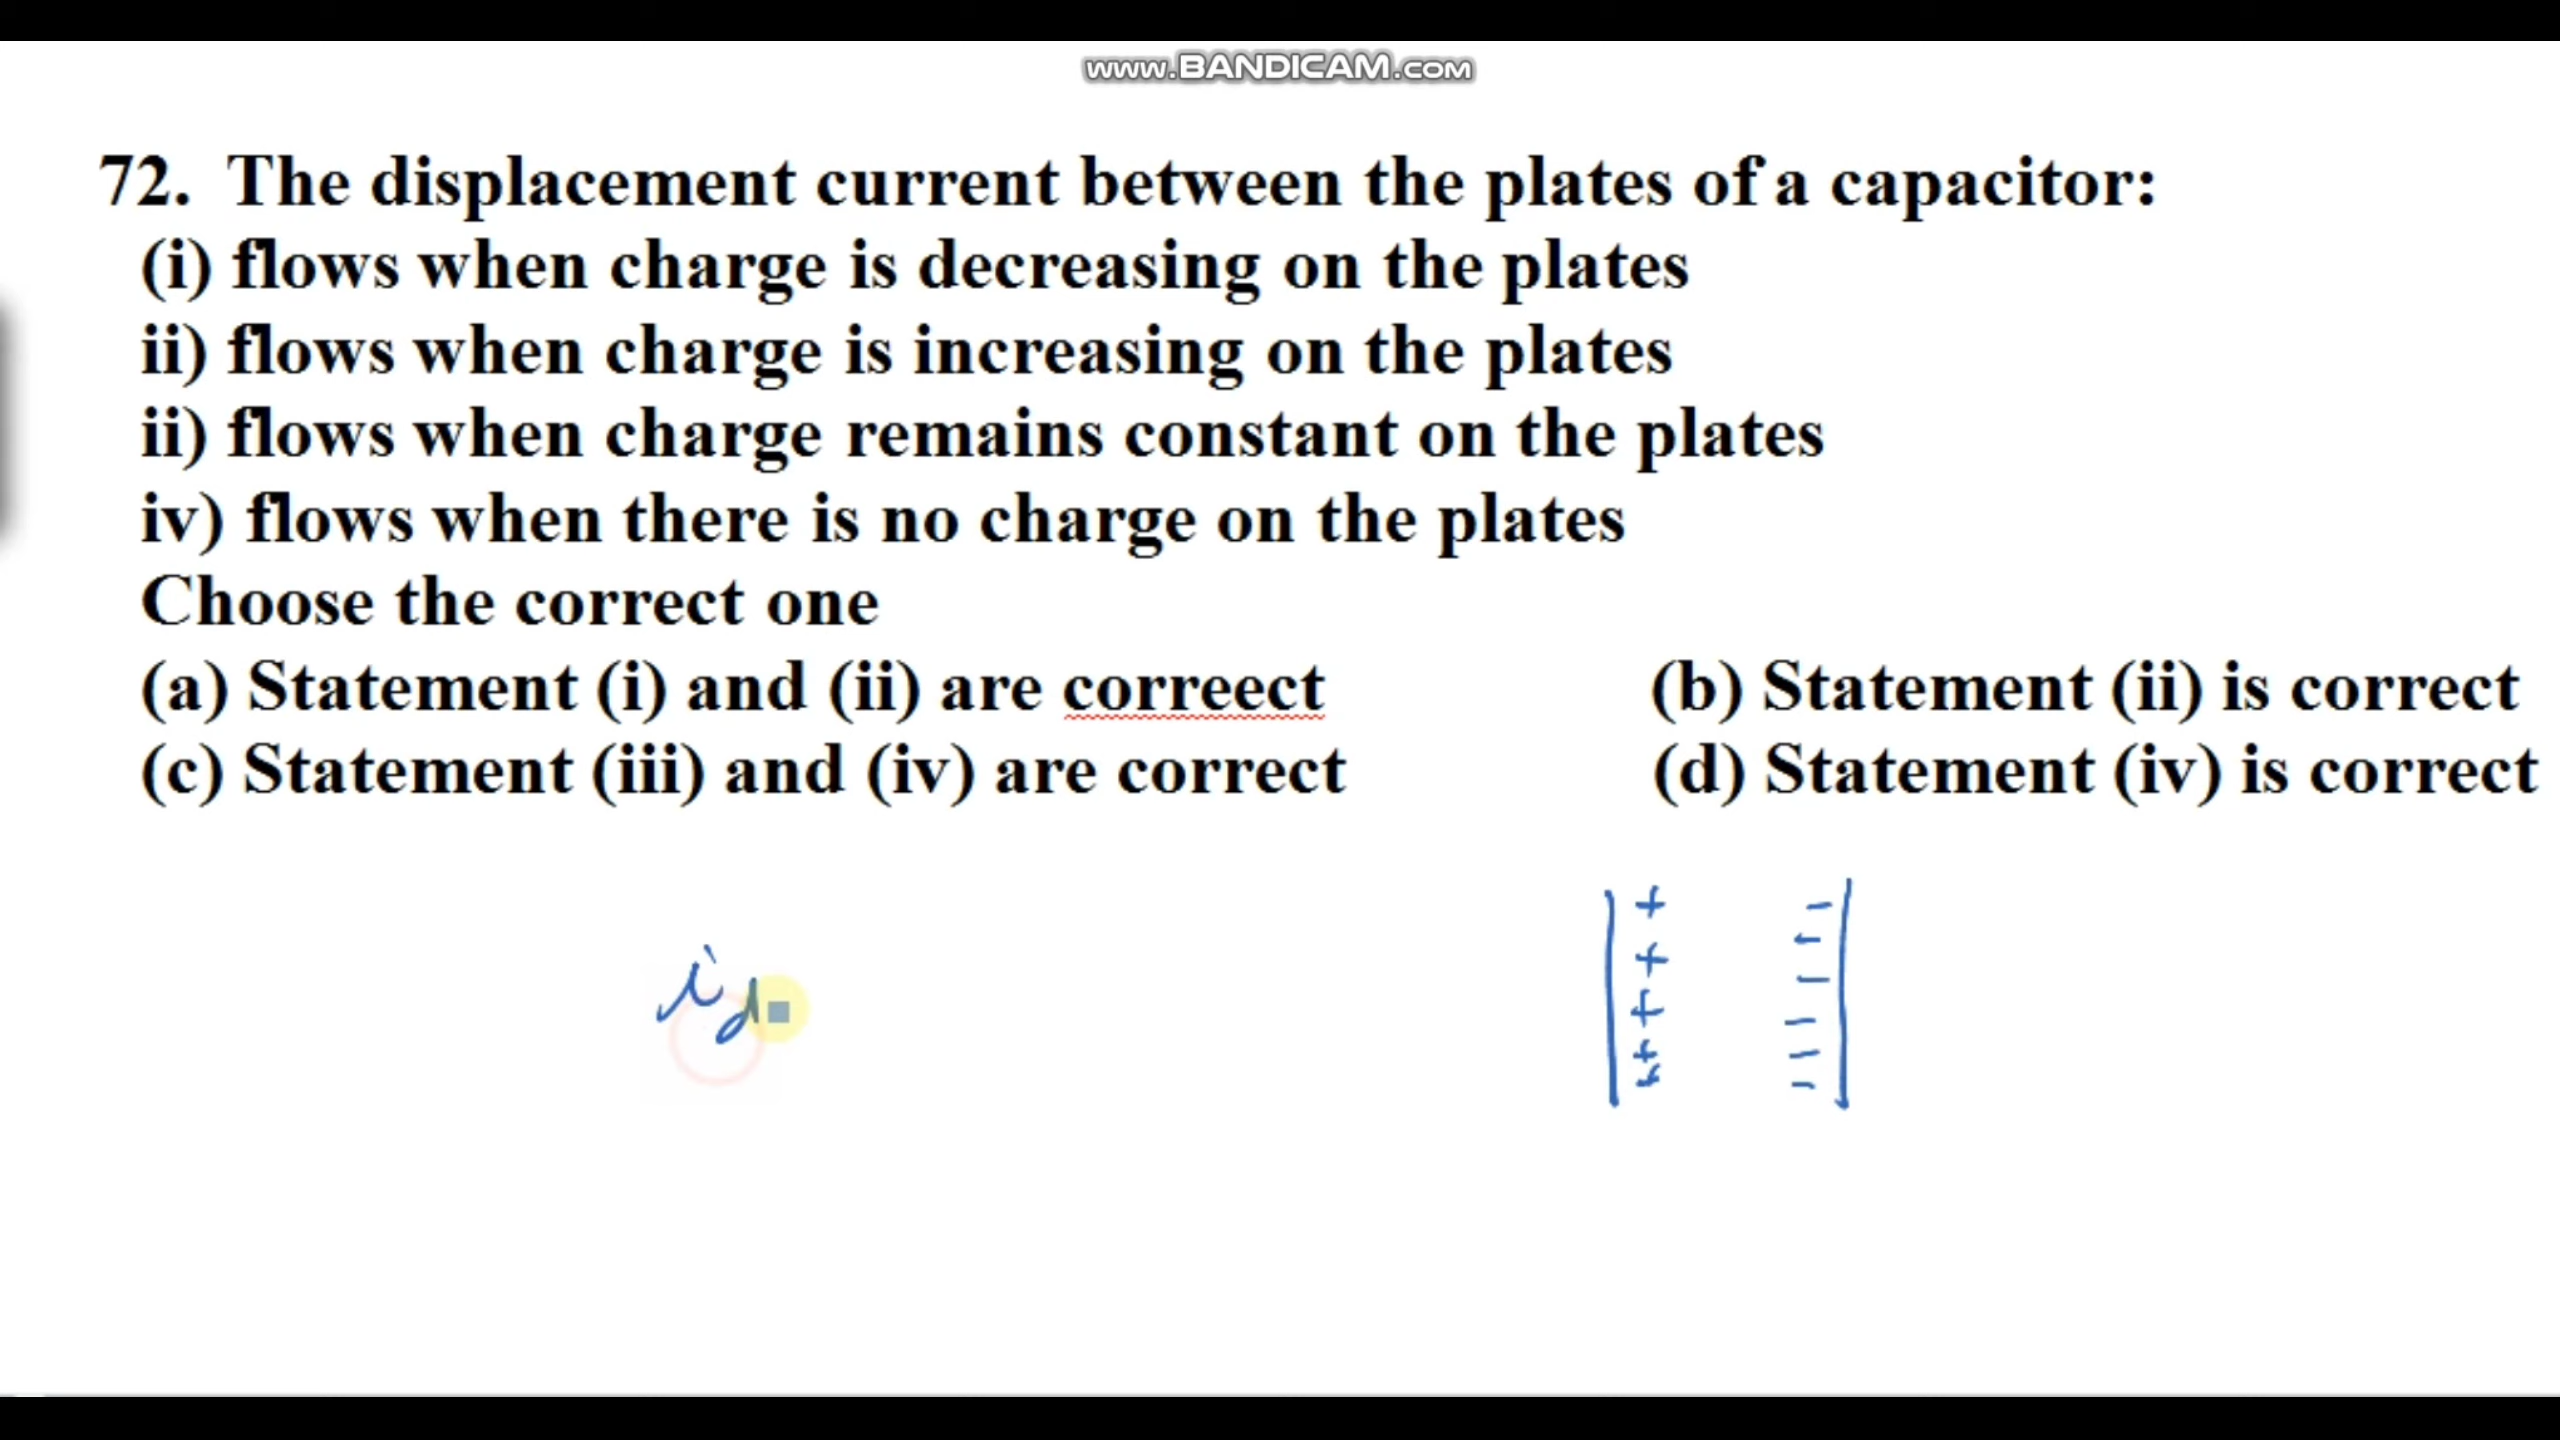 www.BANDICAM.com
72. The displacement current between the plates of a capacitor:
(i) flows when charge is decreasing on the plates
ii) flows when charge is increasing on the plates
ii) flows when charge remains constant on the plates
iv) flows when there is no charge on the plates
Choose the correct one
(a) Statement (i) and (ii) are correect (b) Statement (ii) is correct
(c) Statement (iii) and (iv) are correct (d) Statement (iv) is correct
+ -
+ -
+ -
+ -
+ -
-
i d